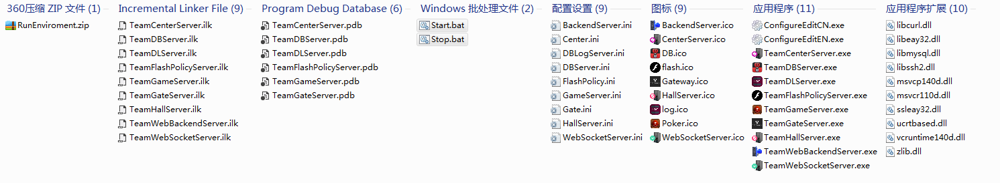 360压缩 ZIP 文件 (1)
RunEnviroment.zip
Incremental Linker File (9)
TeamCenterServer.ilk
TeamDBServer.ilk
TeamDLServer.ilk
TeamFlashPolicyServer.ilk
TeamGameServer.ilk
TeamGateServer.ilk
TeamHallServer.ilk
TeamWebBackendServer.ilk
TeamWebSocketServer.ilk
Program Debug Database (6)
TeamCenterServer.pdb
TeamDBServer.pdb
TeamDLServer.pdb
TeamFlashPolicyServer.pdb
TeamGameServer.pdb
TeamGateServer.pdb
Windows 批处理文件 (2)
Start.bat
Stop.bat
配置设置 (9)
BackendServer.ini
Center.ini
DBLogServer.ini
DBServer.ini
FlashPolicy.ini
GameServer.ini
Gate.ini
HallServer.ini
WebSocketServer.ini
图标 (9)
BackendServer.ico
CenterServer.ico
DB.ico
flash.ico
Gateway.ico
HallServer.ico
log.ico
Poker.ico
WebSocketServer.ico
应用程序 (11)
ConfigureEditCN.exe
ConfigureEditEN.exe
TeamCenterServer.exe
TeamDBServer.exe
TeamDLServer.exe
TeamFlashPolicyServer.exe
TeamGameServer.exe
TeamGateServer.exe
TeamHallServer.exe
TeamWebBackendServer.exe
TeamWebSocketServer.exe
应用程序扩展 (10)
libcurl.dll
libeay32.dll
libmysql.dll
libssh2.dll
msvcp140d.dll
msvcr110d.dll
ssleay32.dll
ucrtbased.dll
vcruntime140d.dll
zlib.dll